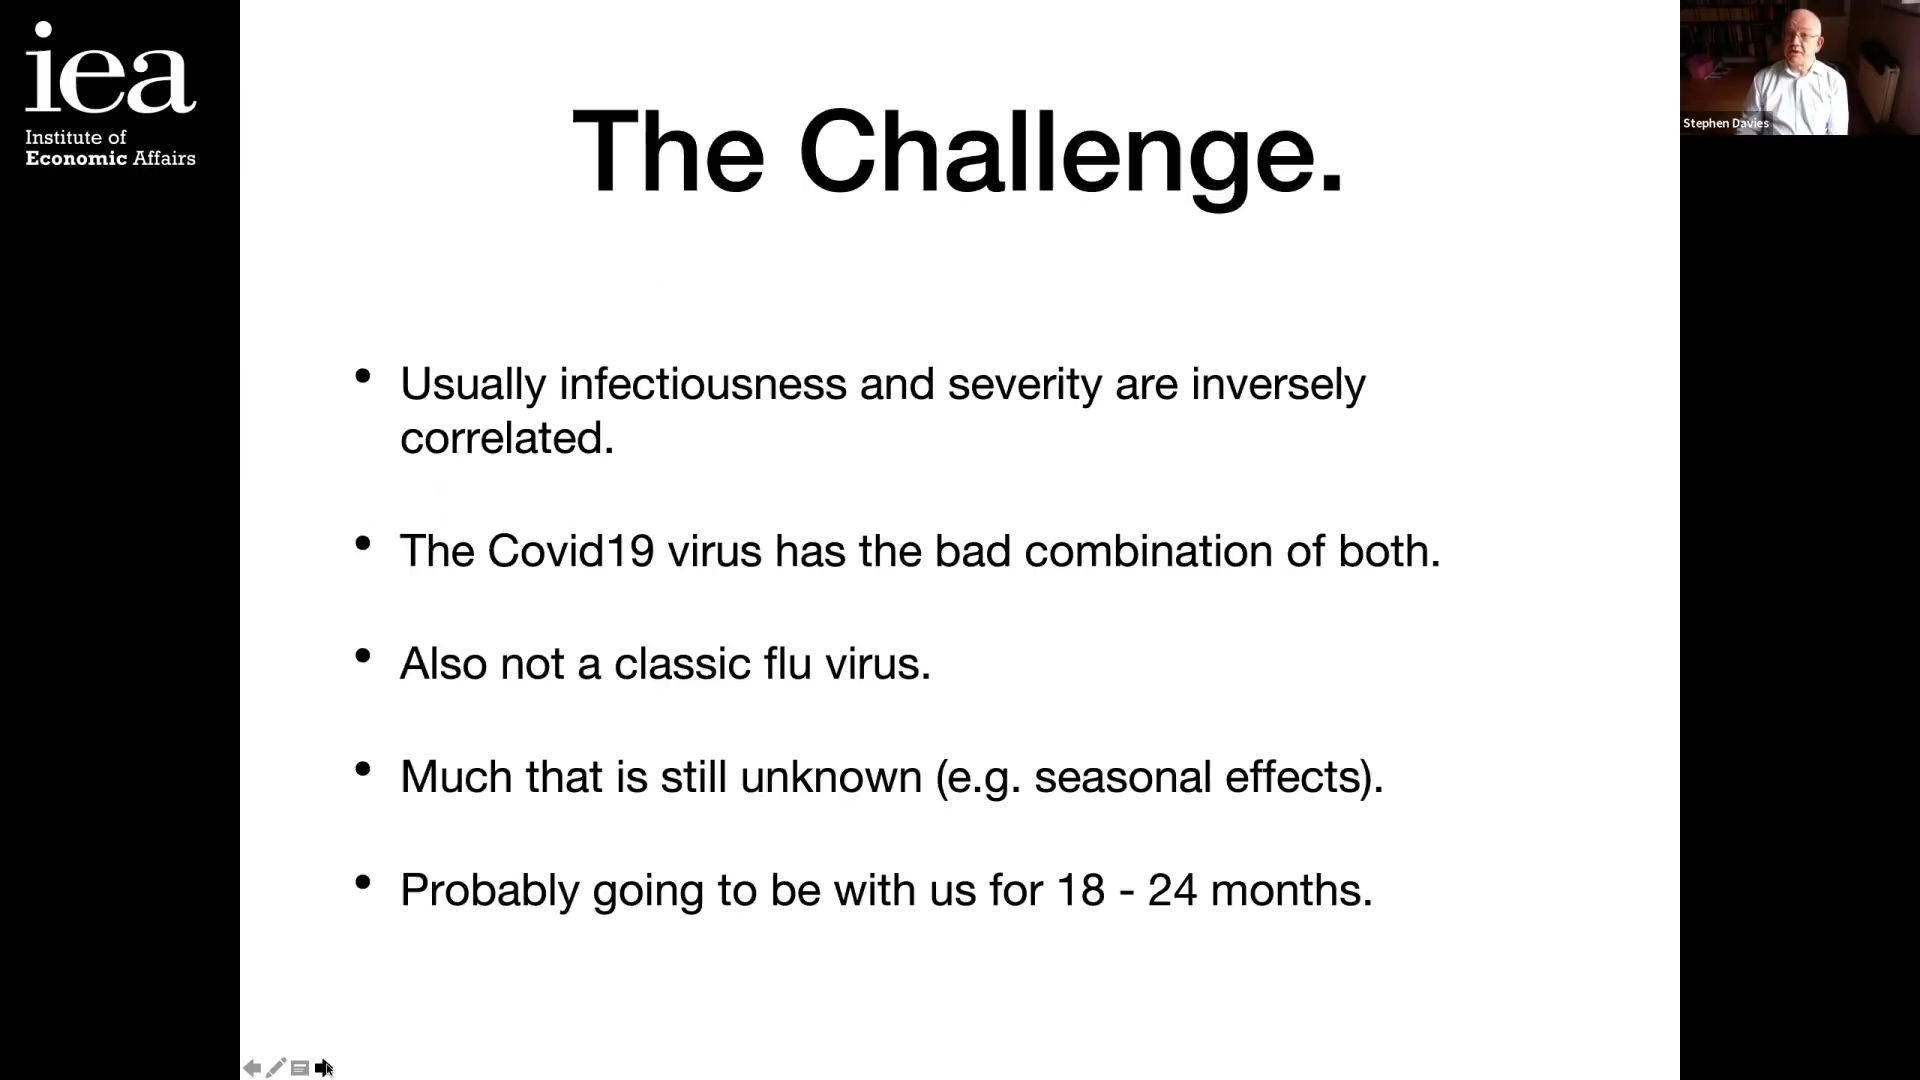 iea
Institute of
Economic Affairs
The Challenge.
Stephen Davies
• Usually infectiousness and severity are inversely
correlated.
• The Covid19 virus has the bad combination of both.
• Also not a classic flu virus.
• Much that is still unknown (e.g. seasonal effects).
• Probably going to be with us for 18 - 24 months.